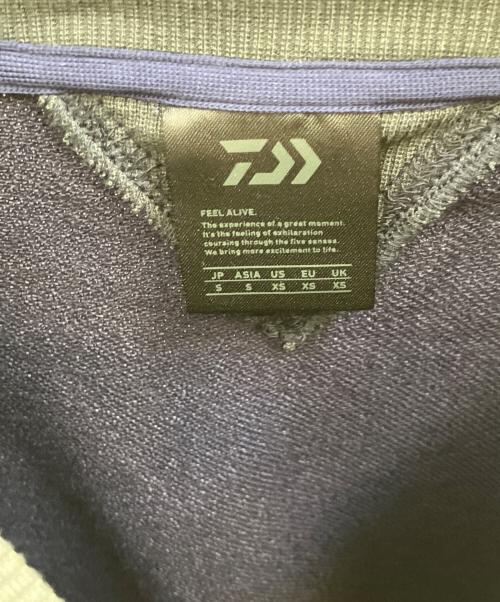 FEEL ALIVE.
The experience of a great moment.
It's the feeling of exhilaration
coursing through the five senses.
We bring more excitement to life.
JP ASIA US EU UK
S S XS XS XS